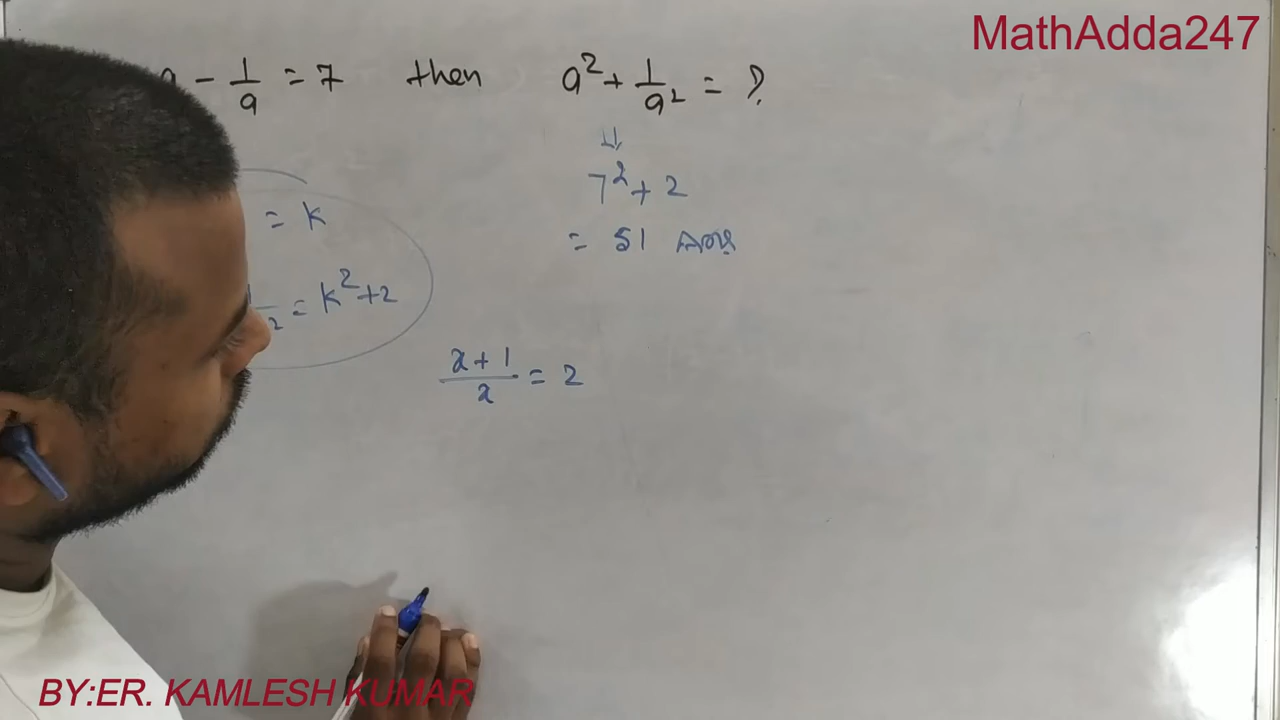 MathAdda247
a - 1/a = 7 then a² + 1/a² = ?
⇓
7² + 2
= K
= 51 Ans
= K² + 2
x + 1/x = 2
BY:ER. KAMLESH KUMAR